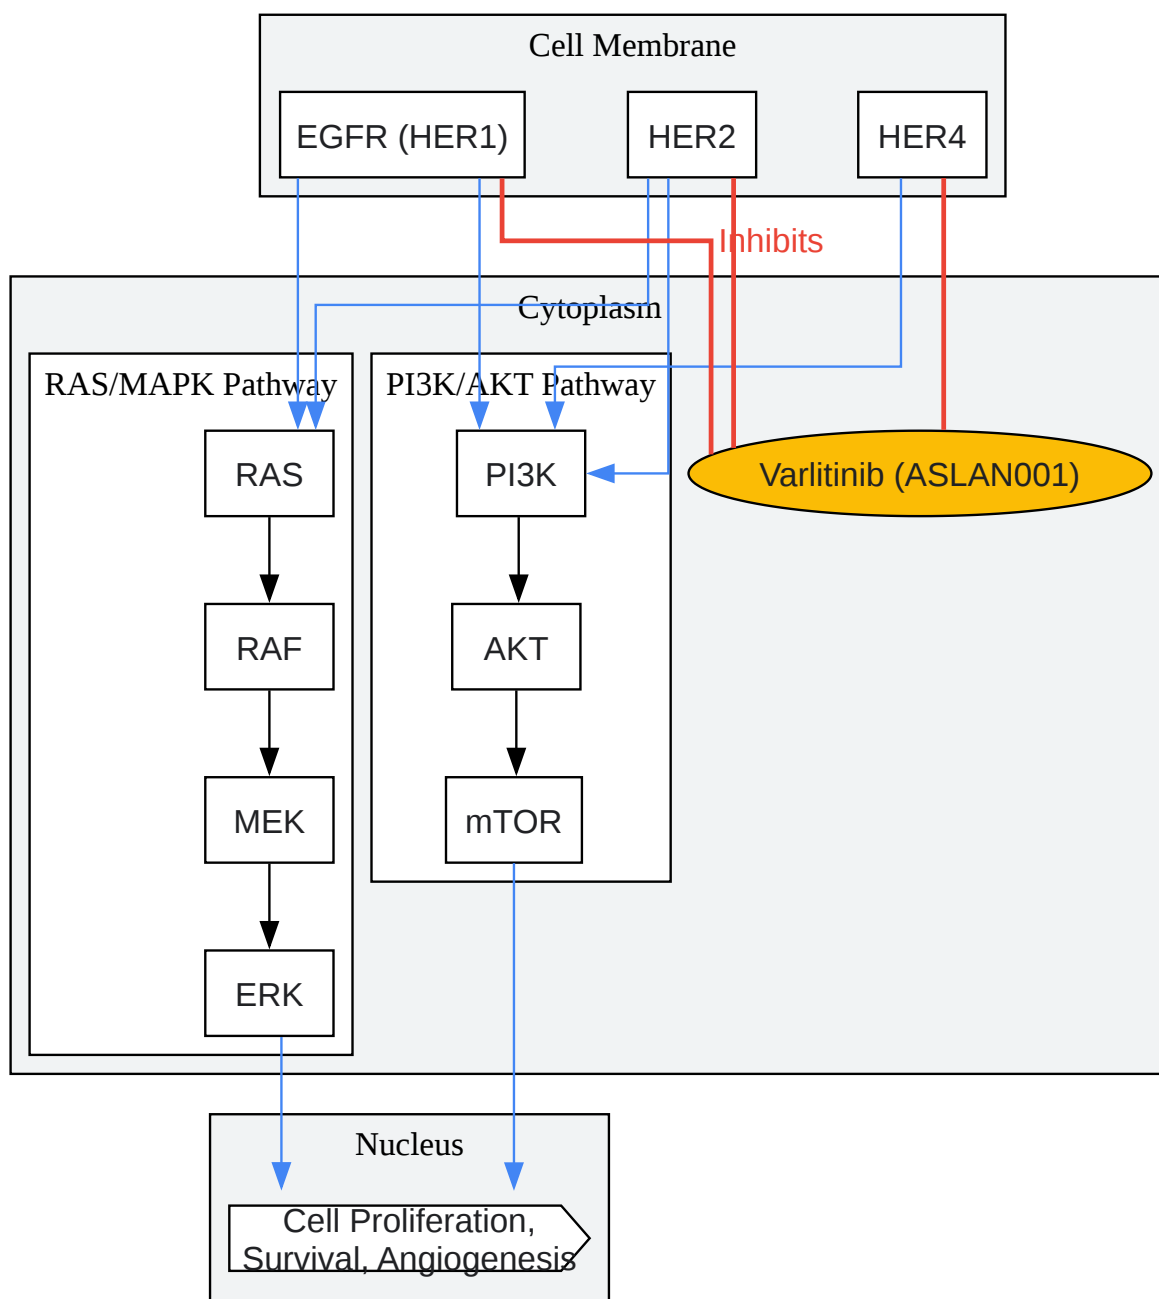 Cell Membrane
EGFR (HER1)
HER2
HER4
Inhibits
Cytoplasm
RAS/MAPK Pathway
PI3K/AKT Pathway
RAS
PI3K
Varlitinib (ASLAN001)
RAF
AKT
MEK
mTOR
ERK
Nucleus
Cell Proliferation,
Survival, Angiogenesis